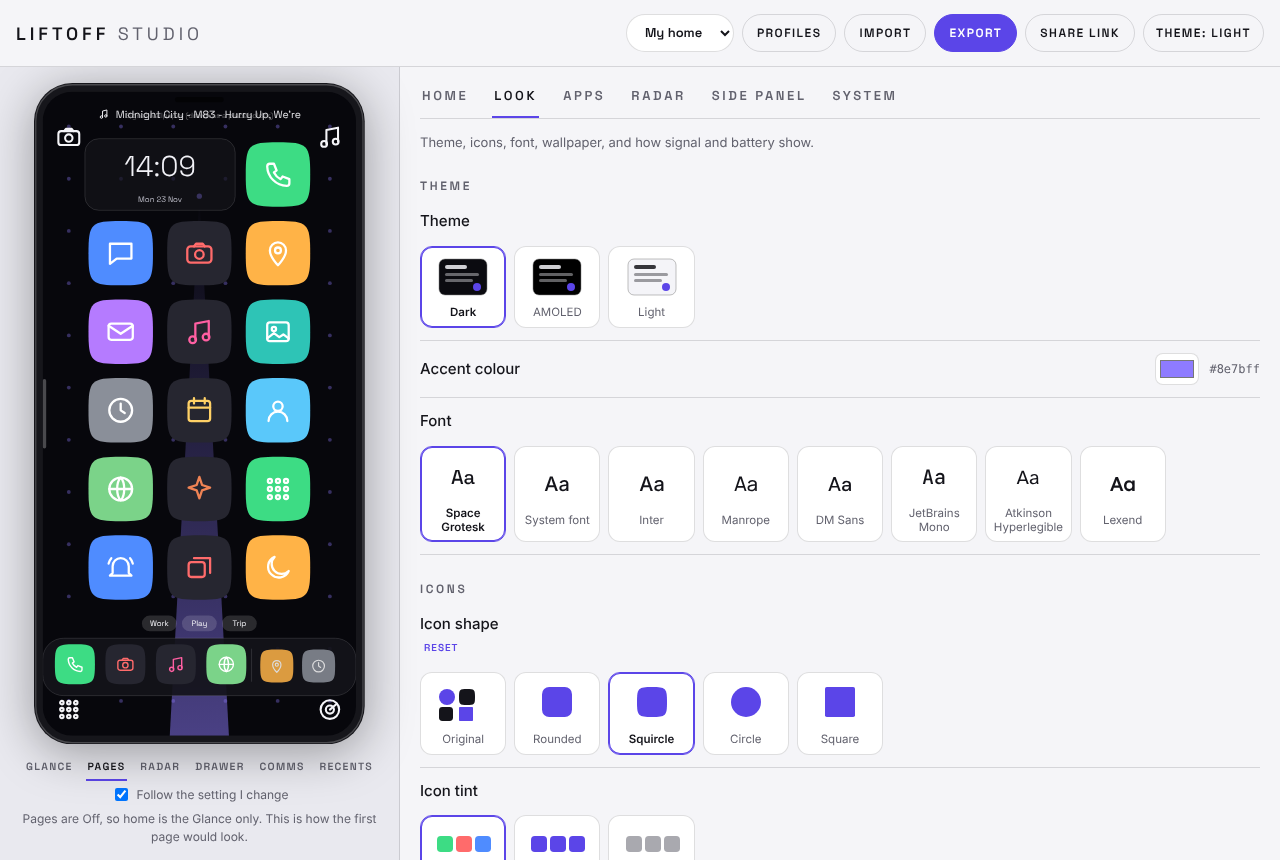 LIFTOFF STUDIO
My home
PROFILES
IMPORT
EXPORT
SHARE LINK
THEME: LIGHT
Midnight City · M83 · Hurry Up, We're
14:09
Mon 23 Nov
Work
Play
Trip
GLANCE
PAGES
RADAR
DRAWER
COMMS
RECENTS
Follow the setting I change
Pages are Off, so home is the Glance only. This is how the first
page would look.
HOME
LOOK
APPS
RADAR
SIDE PANEL
SYSTEM
Theme, icons, font, wallpaper, and how signal and battery show.
THEME
Theme
Dark
AMOLED
Light
Accent colour
#8e7bff
Font
Aa
Space
Grotesk
Aa
System font
Aa
Inter
Aa
Manrope
Aa
DM Sans
Aa
JetBrains
Mono
Aa
Atkinson
Hyperlegible
Aa
Lexend
ICONS
Icon shape
RESET
Original
Rounded
Squircle
Circle
Square
Icon tint